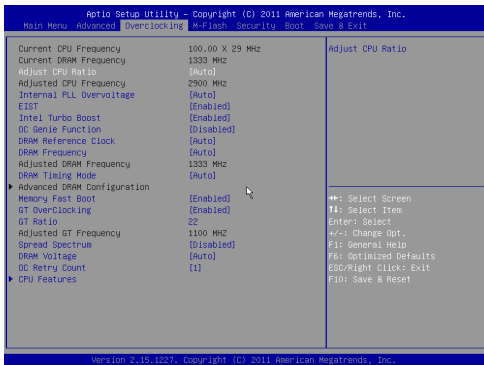 Aptio Setup Utility – Copyright (C) 2011 American Megatrends, Inc.
Main Menu Advanced Overclocking M-Flash Security Boot Save & Exit
Current CPU Frequency 100.00 X 29 MHz
Current DRAM Frequency 1333 MHz
Adjust CPU Ratio [Auto]
Adjusted CPU Frequency 2900 MHz
Internal PLL Overvoltage [Auto]
EIST [Enabled]
Intel Turbo Boost [Enabled]
OC Genie Function [Disabled]
DRAM Reference Clock [Auto]
DRAM Frequency [Auto]
Adjusted DRAM Frequency 1333 MHz
DRAM Timing Mode [Auto]
Advanced DRAM Configuration
Memory Fast Boot [Enabled]
GT OverClocking [Enabled]
GT Ratio 22
Adjusted GT Frequency 1100 MHZ
Spread Spectrum [Disabled]
DRAM Voltage [Auto]
OC Retry Count [1]
CPU Features
Adjust CPU Ratio
→←: Select Screen
↑↓: Select Item
Enter: Select
+/-: Change Opt.
F1: General Help
F6: Optimized Defaults
ESC/Right Click: Exit
F10: Save & Reset
Version 2.15.1227. Copyright (C) 2011 American Megatrends, Inc.